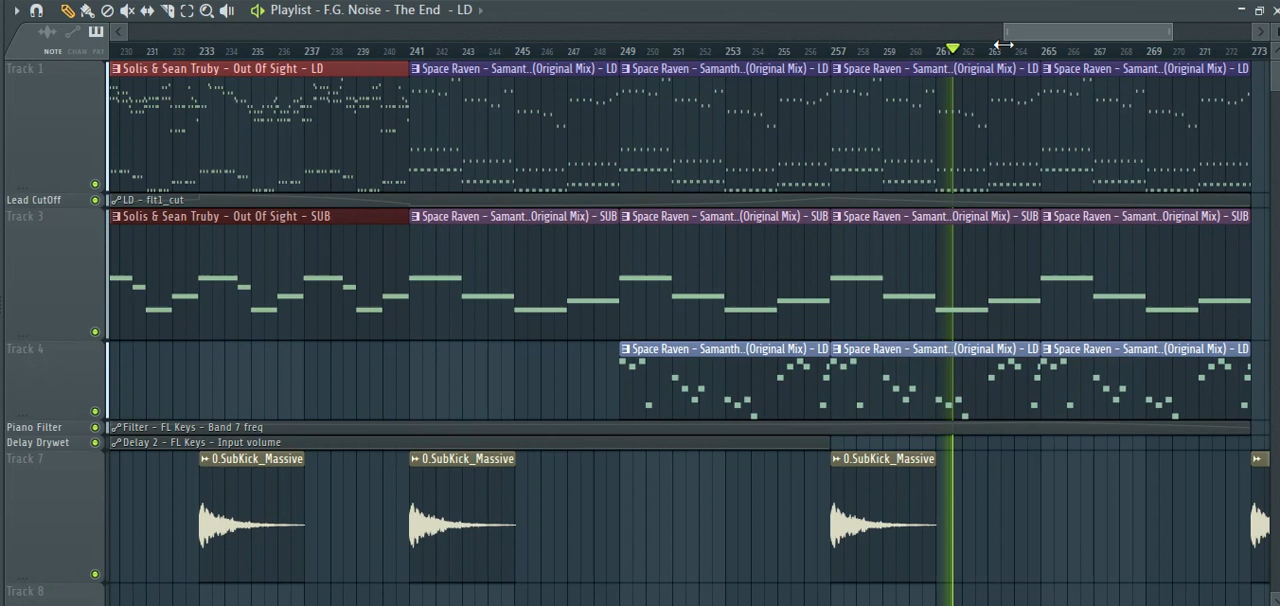 Playlist - F.G. Noise - The End - LD
NOTE CHAN PAT
230 231 233 234 235 236 237 238 239 240 241 242 243 244 245 246 247 248 249 250 251 252 253 254 255 256 257 258 259 260 261 262 263 264 265 266 267 268 269 270 271 272 273
Track 1
Solis & Sean Truby - Out Of Sight - LD
Space Raven - Samant..(Original Mix) - LD
Space Raven - Samanth..(Original Mix) - LD
Space Raven - Samant..(Original Mix) - LD
Space Raven - Samant..(Original Mix) - LD
Lead CutOff
LD - flt1_cut
Track 3
Solis & Sean Truby - Out Of Sight - SUB
Space Raven - Samant..Original Mix) - SUB
Space Raven - Samant..(Original Mix) - SUB
Space Raven - Samant..Original Mix) - SUB
Space Raven - Samant..Original Mix) - SUB
Track 4
Space Raven - Samanth..(Original Mix) - LD
Space Raven - Samant..(Original Mix) - LD
Space Raven - Samant..(Original Mix) - LD
Piano Filter
Filter - FL Keys - Band 7 freq
Delay Drywet
Delay 2 - FL Keys - Input volume
Track 7
0.SubKick_Massive
0.SubKick_Massive
0.SubKick_Massive
Track 8